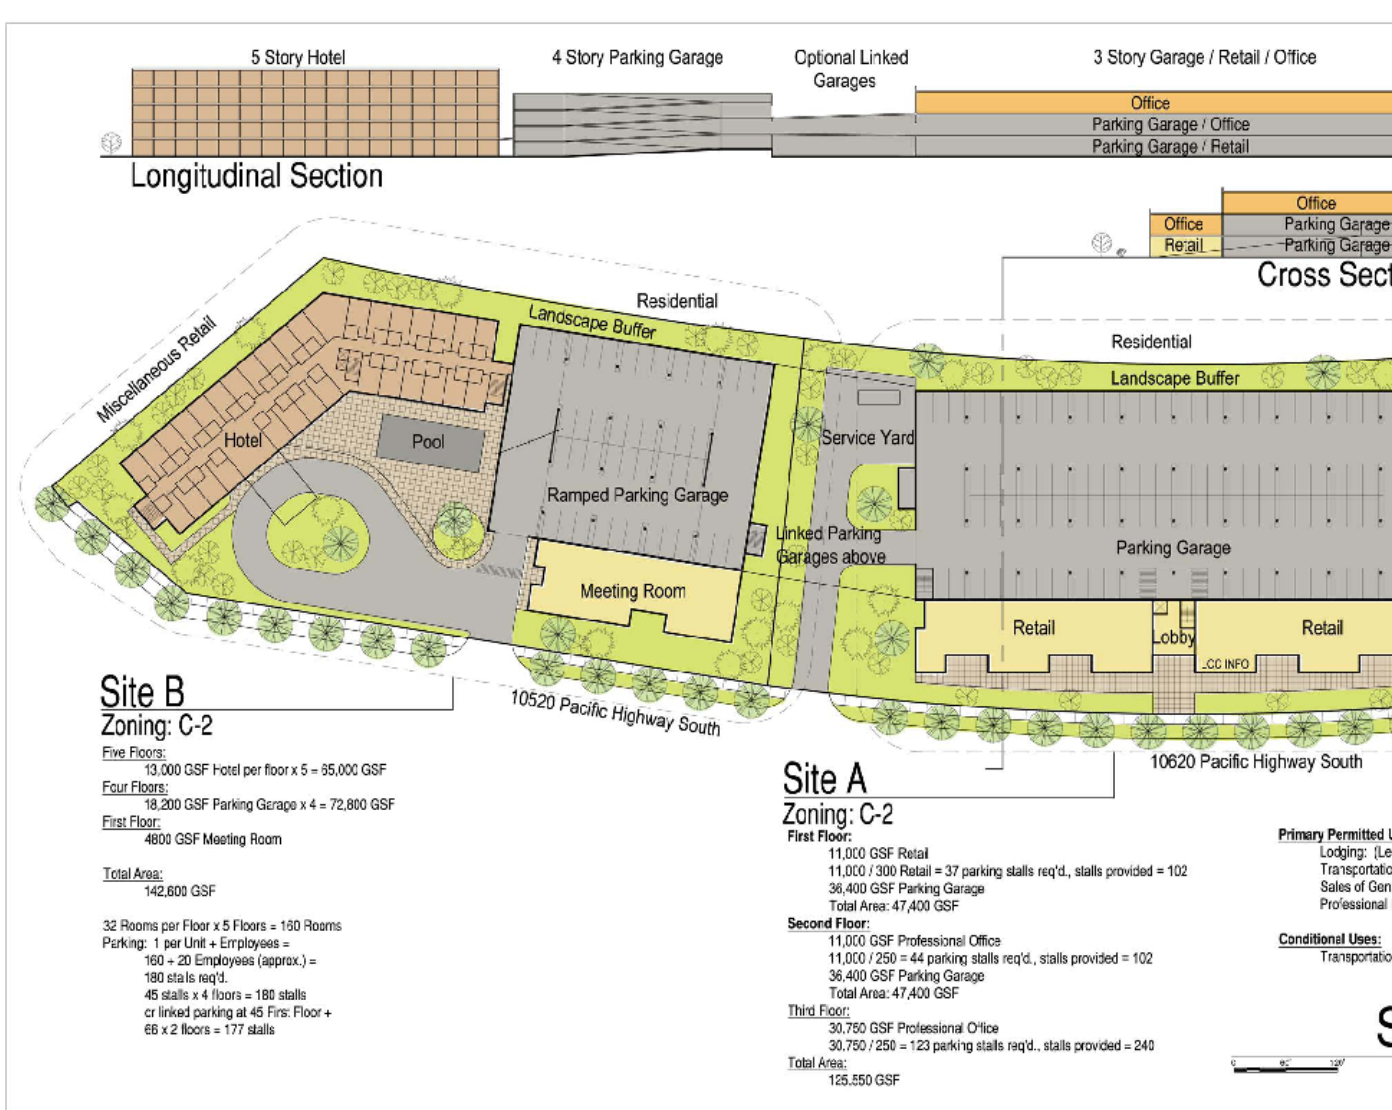 5 Story Hotel
4 Story Parking Garage
Optional Linked
Garages
3 Story Garage / Retail / Office
Office
Parking Garage / Office
Parking Garage / Retail
Longitudinal Section
Office
Office
Parking Garage
Retail
Parking Garage
Cross Sect
Residential
Landscape Buffer
Miscellaneous Retail
Residential
Landscape Buffer
Hotel
Pool
Service Yard
Ramped Parking Garage
Linked Parking
Garages above
Parking Garage
Meeting Room
Retail
Lobby
Retail
LCC INFO
10520 Pacific Highway South
10620 Pacific Highway South
Site B
Zoning: C-2
Five Floors:
13,000 GSF Hotel per floor x 5 = 65,000 GSF
Four Floors:
18,200 GSF Parking Garage x 4 = 72,800 GSF
First Floor:
4800 GSF Meeting Room
Total Area:
142,600 GSF
32 Rooms per Floor x 5 Floors = 160 Rooms
Parking: 1 per Unit + Employees =
160 + 20 Employees (approx.) =
180 stalls req'd.
45 stalls x 4 floors = 180 stalls
or linked parking at 45 First Floor +
66 x 2 floors = 177 stalls
Site A
Zoning: C-2
First Floor:
11,000 GSF Retail
11,000 / 300 Retail = 37 parking stalls req'd., stalls provided = 102
36,400 GSF Parking Garage
Total Area: 47,400 GSF
Second Floor:
11,000 GSF Professional Office
11,000 / 250 = 44 parking stalls req'd., stalls provided = 102
36,400 GSF Parking Garage
Total Area: 47,400 GSF
Third Floor:
30,750 GSF Professional Office
30,750 / 250 = 123 parking stalls req'd., stalls provided = 240
Total Area:
125,550 GSF
Primary Permitted U
Lodging: (Le
Transportatio
Sales of Gen
Professional
Conditional Uses:
Transportatio
S
0 60' 120'